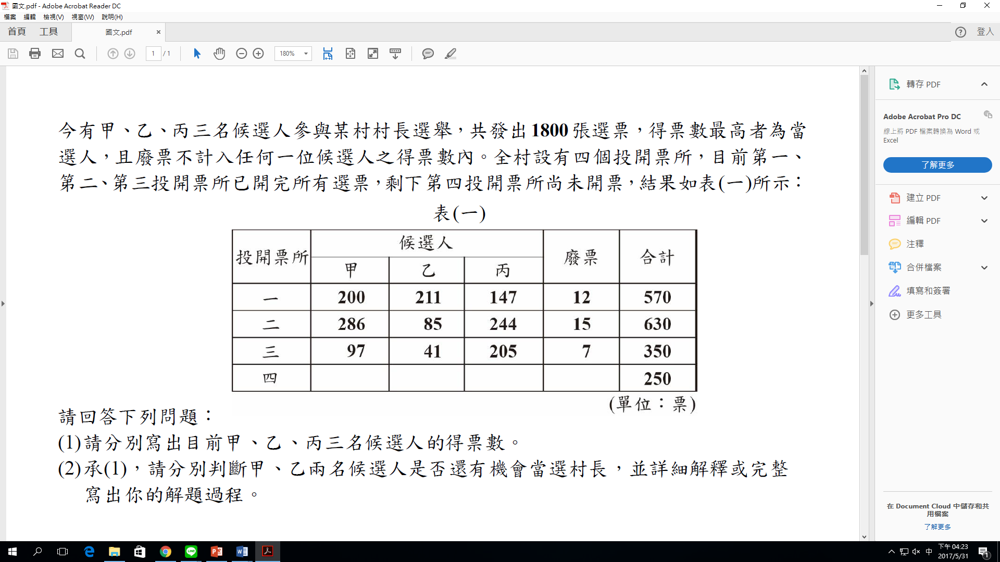 國文.pdf - Adobe Acrobat Reader DC
檔案 編輯 檢視(V) 視窗(W) 說明(H)
首頁 工具 國文.pdf × 登入
1 / 1 180%
今有甲、乙、丙三名候選人參與某村村長選舉，共發出 1800 張選票，得票數最高者為當
選人，且廢票不計入任何一位候選人之得票數內。全村設有四個投開票所，目前第一、
第二、第三投開票所已開完所有選票，剩下第四投開票所尚未開票，結果如表(一)所示：
表(一)
投開票所 候選人 廢票 合計
甲 乙 丙
一 200 211 147 12 570
二 286 85 244 15 630
三 97 41 205 7 350
四 250
(單位：票)
請回答下列問題：
(1)請分別寫出目前甲、乙、丙三名候選人的得票數。
(2)承(1)，請分別判斷甲、乙兩名候選人是否還有機會當選村長，並詳細解釋或完整
寫出你的解題過程。
轉存 PDF
Adobe Acrobat Pro DC
線上將 PDF 檔案轉換為 Word 或
Excel
了解更多
建立 PDF
編輯 PDF
注釋
合併檔案
填寫和簽署
更多工具
在 Document Cloud 中儲存和共
用檔案
了解更多
中
下午 04:23
2017/5/31
1